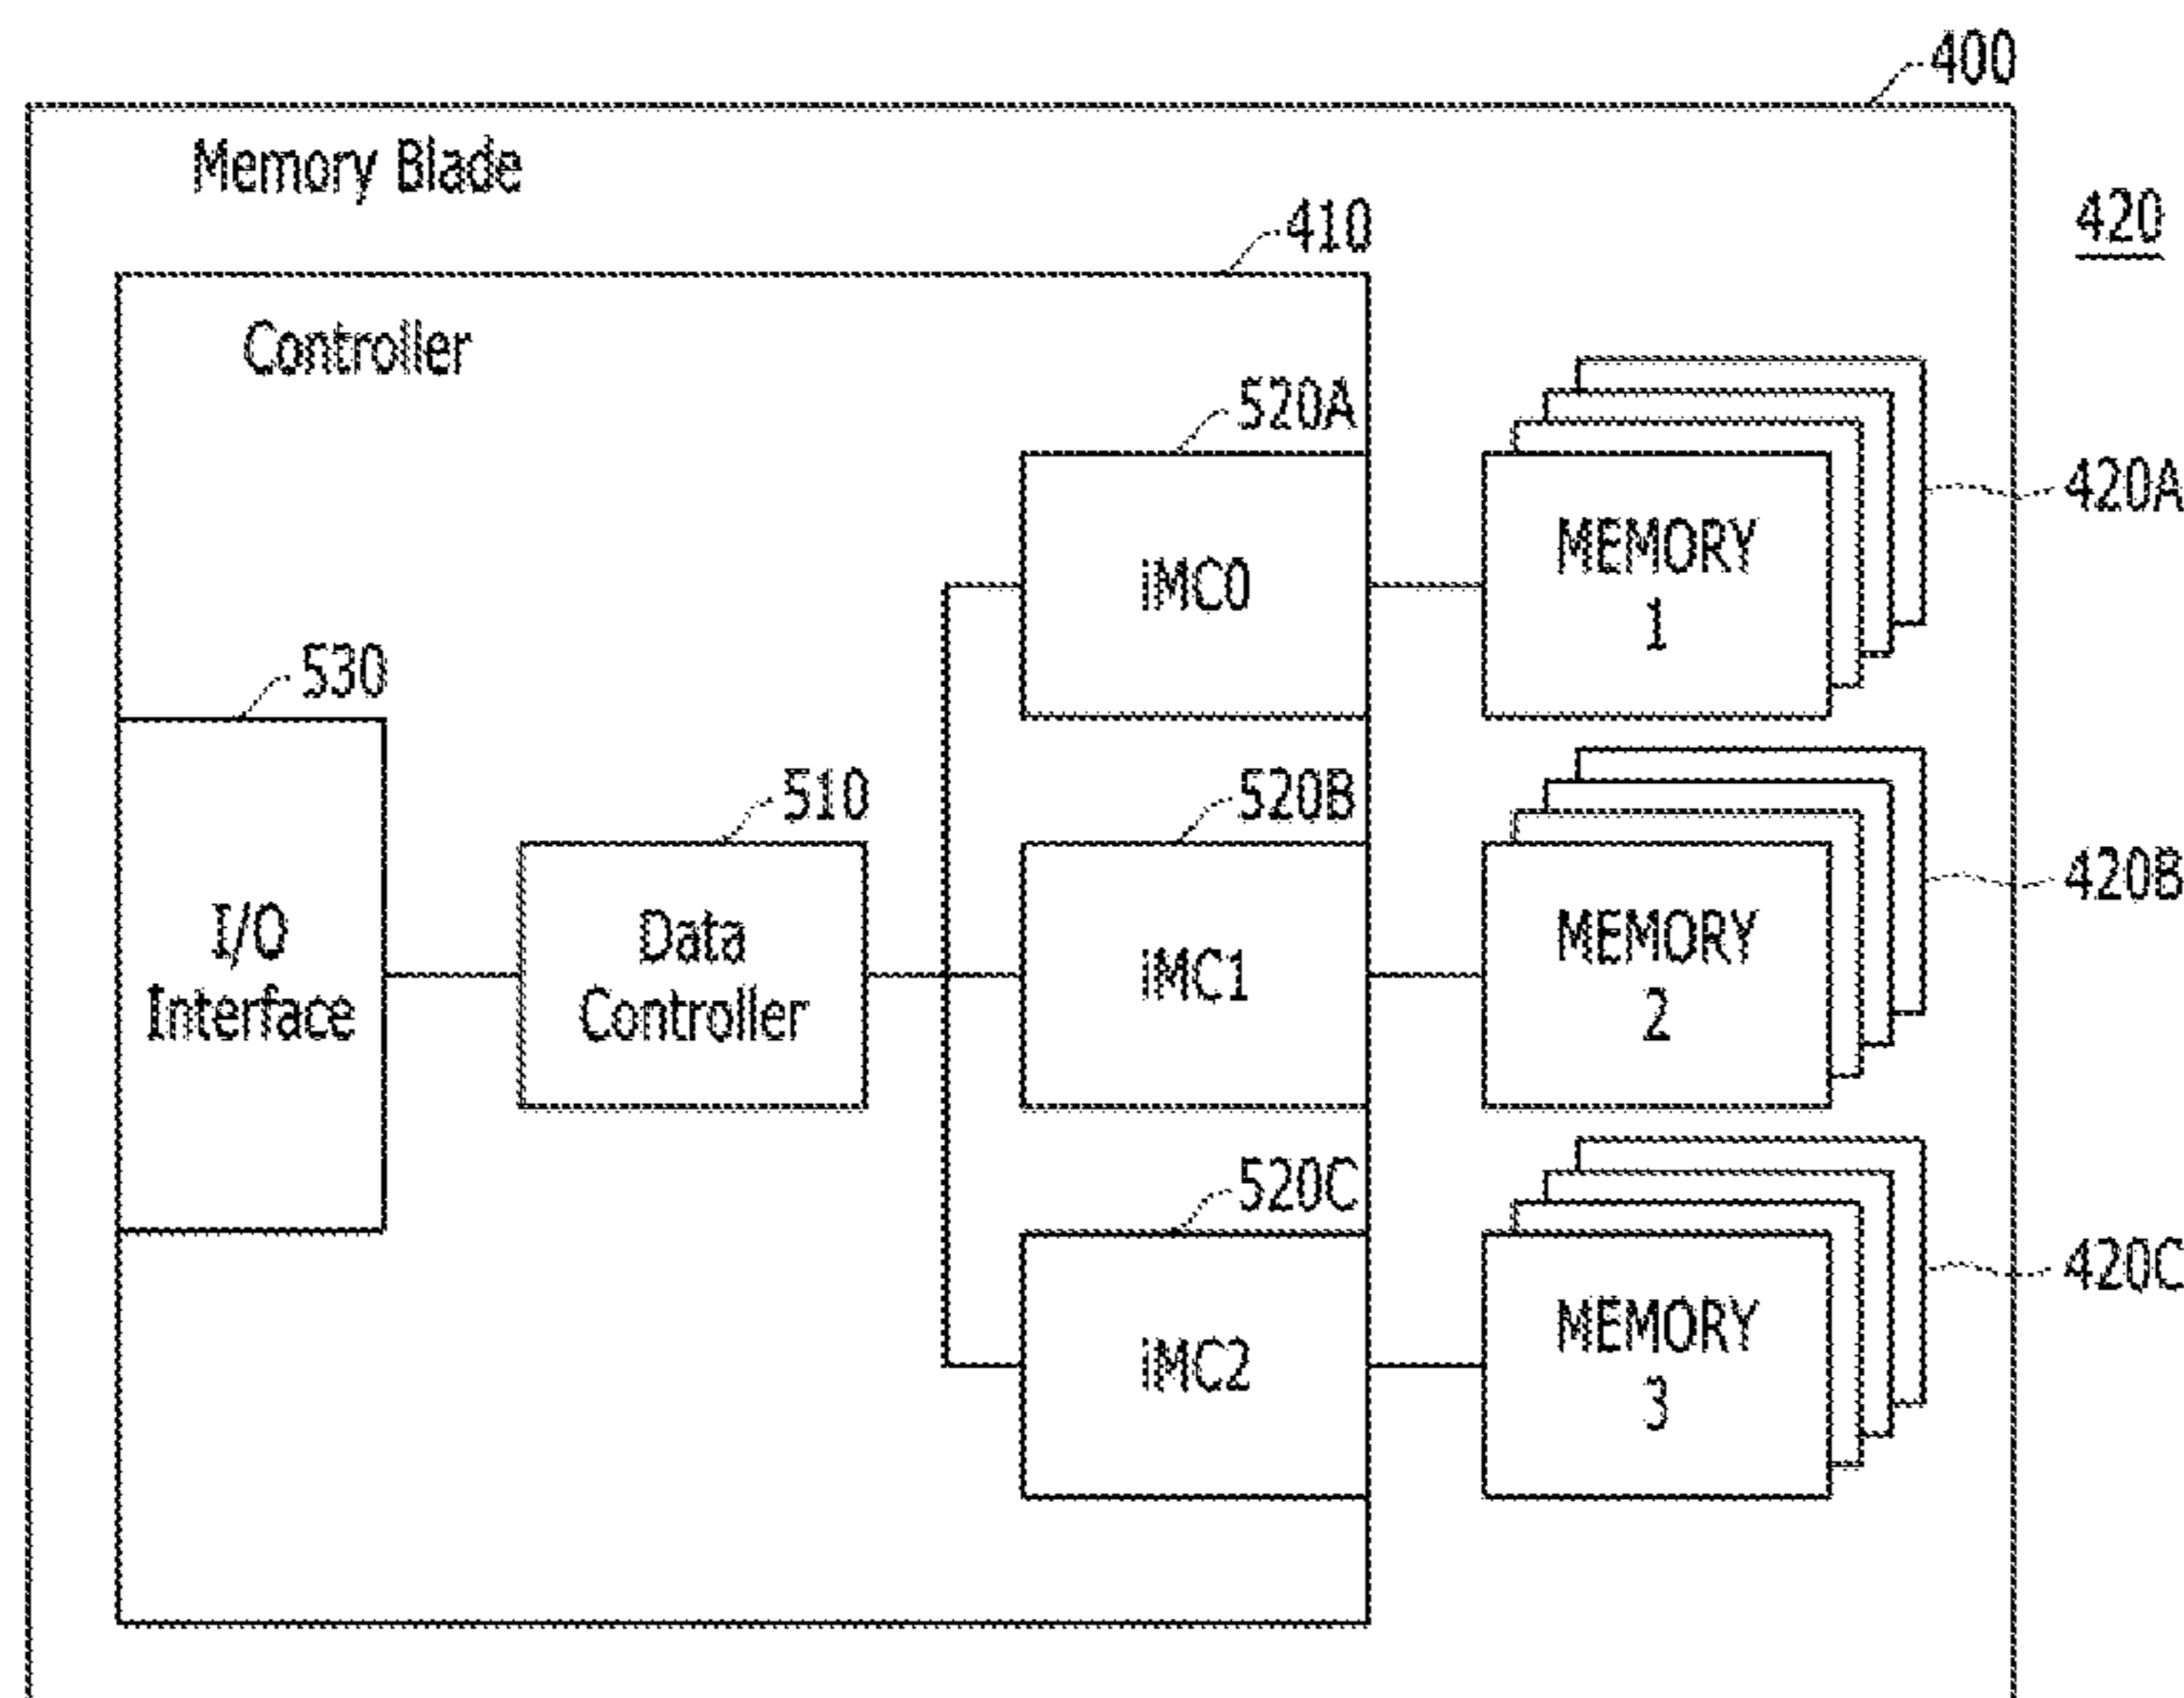 400
Memory Blade
420
410
Controller
520A
420A
iMC0
MEMORY
1
530
510
520B
420B
I/O
Interface
Data
Controller
iMC1
MEMORY
2
520C
420C
iMC2
MEMORY
3